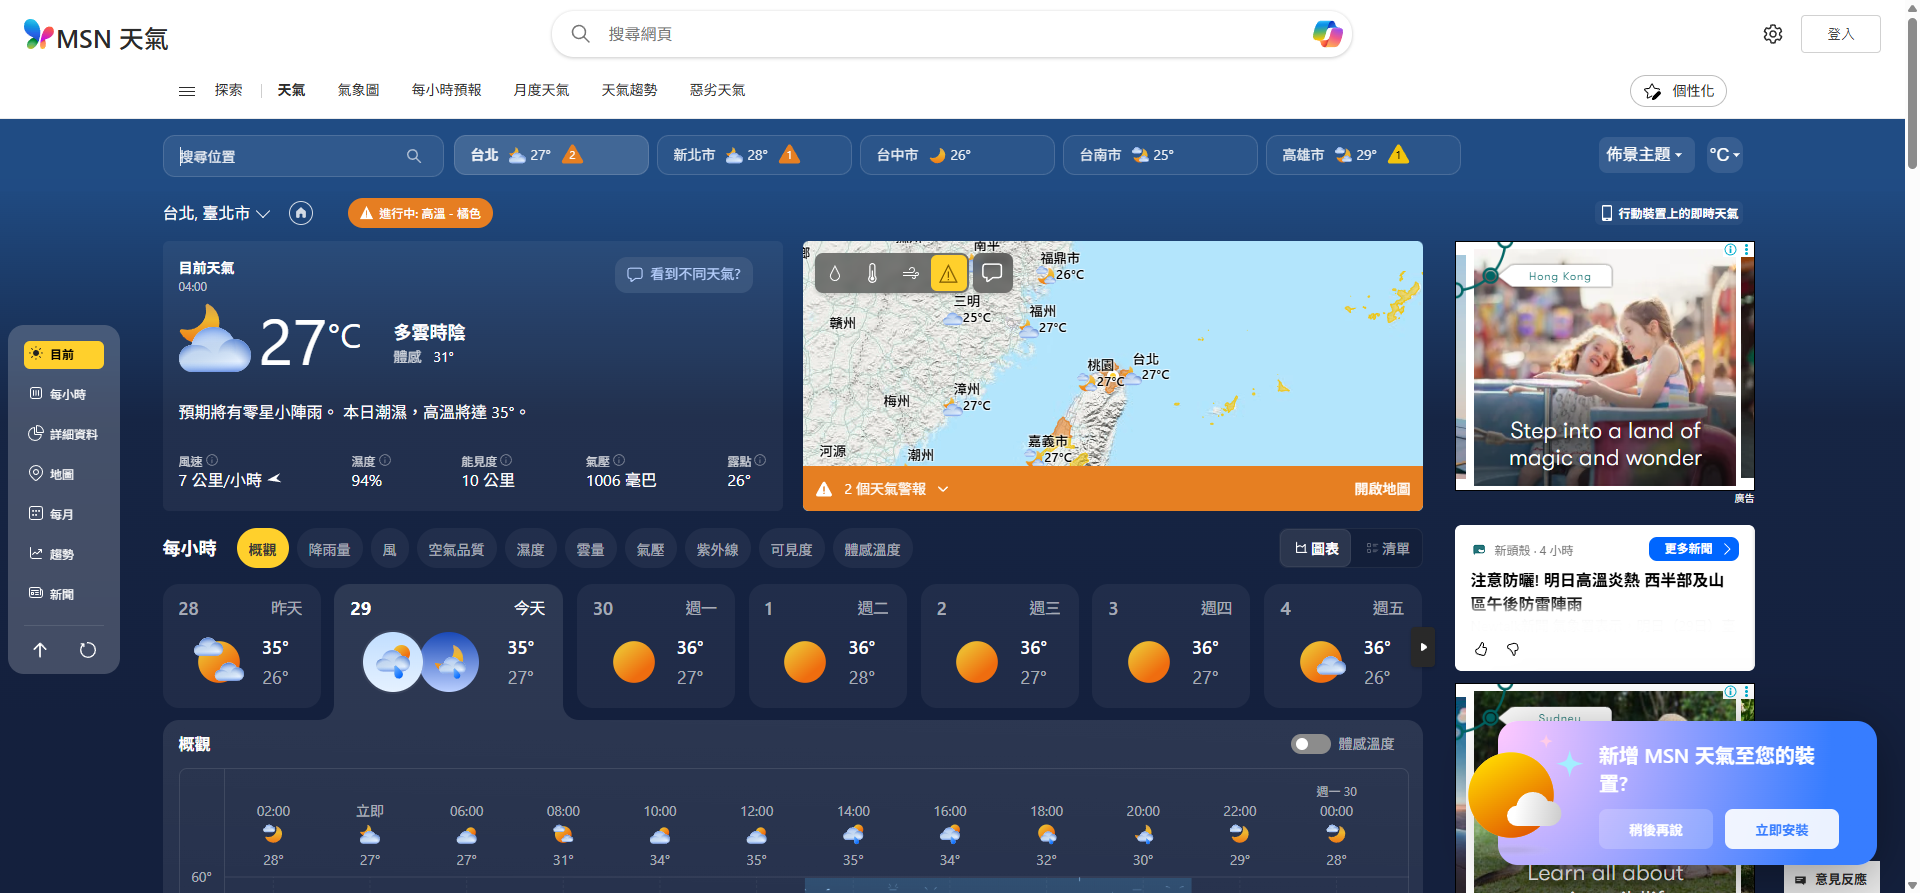 MSN 天氣
搜尋網頁
登入
探索
天氣
氣象圖
每小時預報
月度天氣
天氣趨勢
惡劣天氣
個性化
搜尋位置
台北 27° 2
新北市 28° 1
台中市 26°
台南市 25°
高雄市 29° 1
佈景主題
°C
台北, 臺北市
進行中: 高溫 - 橘色
行動裝置上的即時天氣
目前天氣
04:00
看到不同天氣?
27°C
多雲時陰
體感 31°
預期將有零星小陣雨。 本日潮濕，高溫將達 35°。
風速
7 公里/小時
濕度
94%
能見度
10 公里
氣壓
1006 毫巴
露點
26°
目前
每小時
詳細資料
地圖
每月
趨勢
新聞
南平
福鼎市
26°C
三明
25°C
福州
27°C
贛州
桃園
27°C
台北
27°C
漳州
27°C
梅州
嘉義市
27°C
河源
潮州
2 個天氣警報
開啟地圖
Hong Kong
Step into a land of
magic and wonder
廣告
每小時
概觀
降雨量
風
空氣品質
濕度
雲量
氣壓
紫外線
可見度
體感溫度
圖表
清單
28 昨天
35°
26°
29 今天
35°
27°
30 週一
36°
27°
1 週二
36°
28°
2 週三
36°
27°
3 週四
36°
27°
4 週五
36°
26°
新頭殼 · 4 小時
更多新聞
注意防曬! 明日高溫炎熱 西半部及山
區午後防雷陣雨
概觀
體感溫度
週一 30
02:00
立即
06:00
08:00
10:00
12:00
14:00
16:00
18:00
20:00
22:00
00:00
28°
27°
27°
31°
34°
35°
35°
34°
32°
30°
29°
28°
60°
Sydney
新增 MSN 天氣至您的裝
置?
稍後再說
立即安裝
Learn all about
意見反應